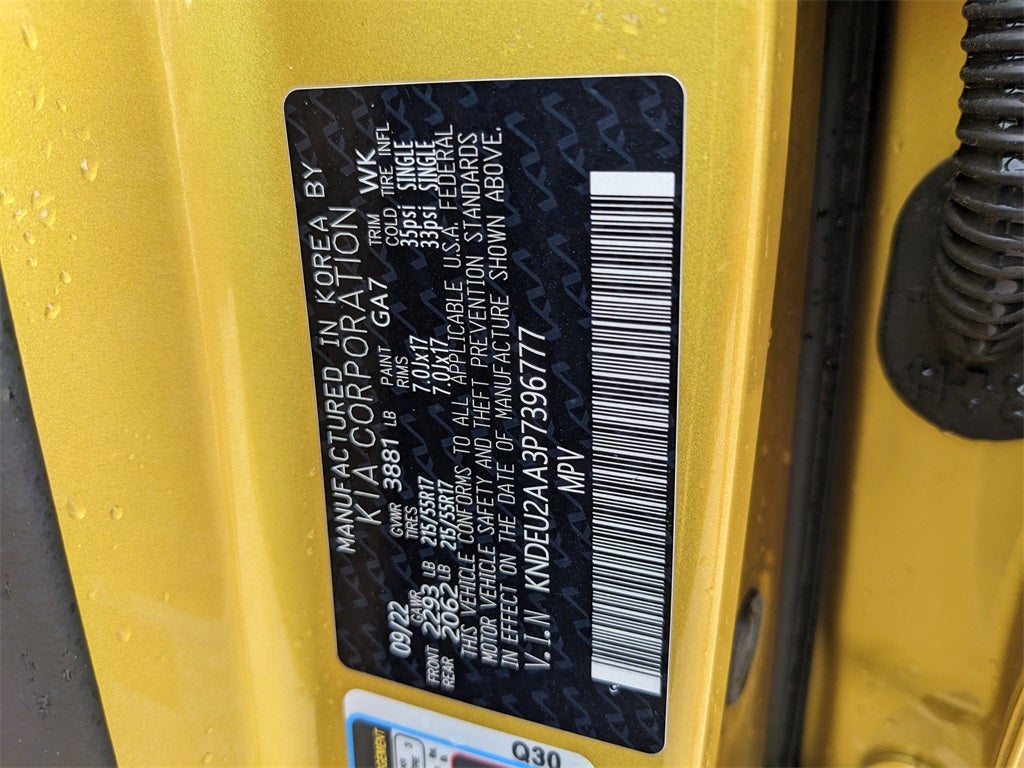 MANUFACTURED IN KOREA BY
KIA CORPORATION
09/22 GVWR 3881 LB PAINT GA7 TRIM WK
GAWR TIRES RIMS COLD TIRE INFL
FRONT 2293 LB 215/55R17 7.0Jx17 35psi SINGLE
REAR 2062 LB 215/55R17 7.0Jx17 33psi SINGLE
THIS VEHICLE CONFORMS TO ALL APPLICABLE U.S.A. FEDERAL
MOTOR VEHICLE SAFETY AND THEFT PREVENTION STANDARDS
IN EFFECT ON THE DATE OF MANUFACTURE SHOWN ABOVE.
V.I.N KNDEU2AA3P7396777
MPV
Q30